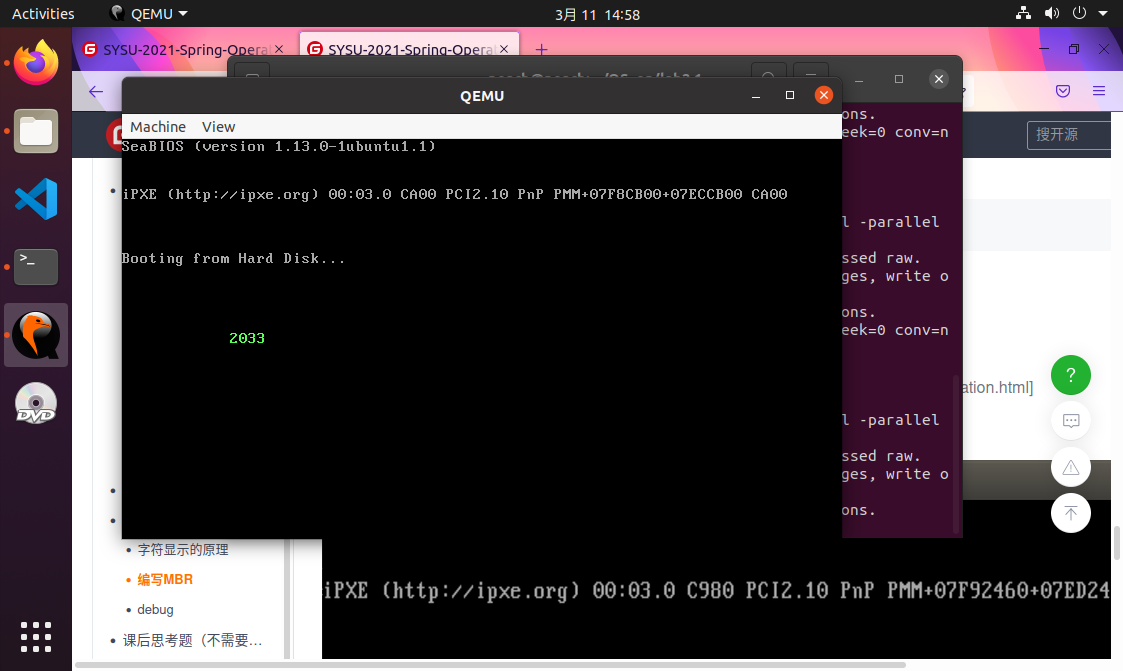 Activities
QEMU
3月 11 14:58
SYSU-2021-Spring-Opera
SYSU-2021-Spring-Opera
QEMU
Machine View
SeaBIOS (version 1.13.0-1ubuntu1.1)
iPXE (http://ipxe.org) 00:03.0 CA00 PCI2.10 PnP PMM+07F8CB00+07ECCB00 CA00
Booting from Hard Disk...
2033
ons.
eek=0 conv=n
l -parallel
ssed raw.
ges, write o
ons.
eek=0 conv=n
l -parallel
ssed raw.
ges, write o
ons.
搜开源
?
ation.html]
>_
DVD
字符显示的原理
编写MBR
debug
课后思考题（不需要…
iPXE (http://ipxe.org) 00:03.0 C980 PCI2.10 PnP PMM+07F92460+07ED24